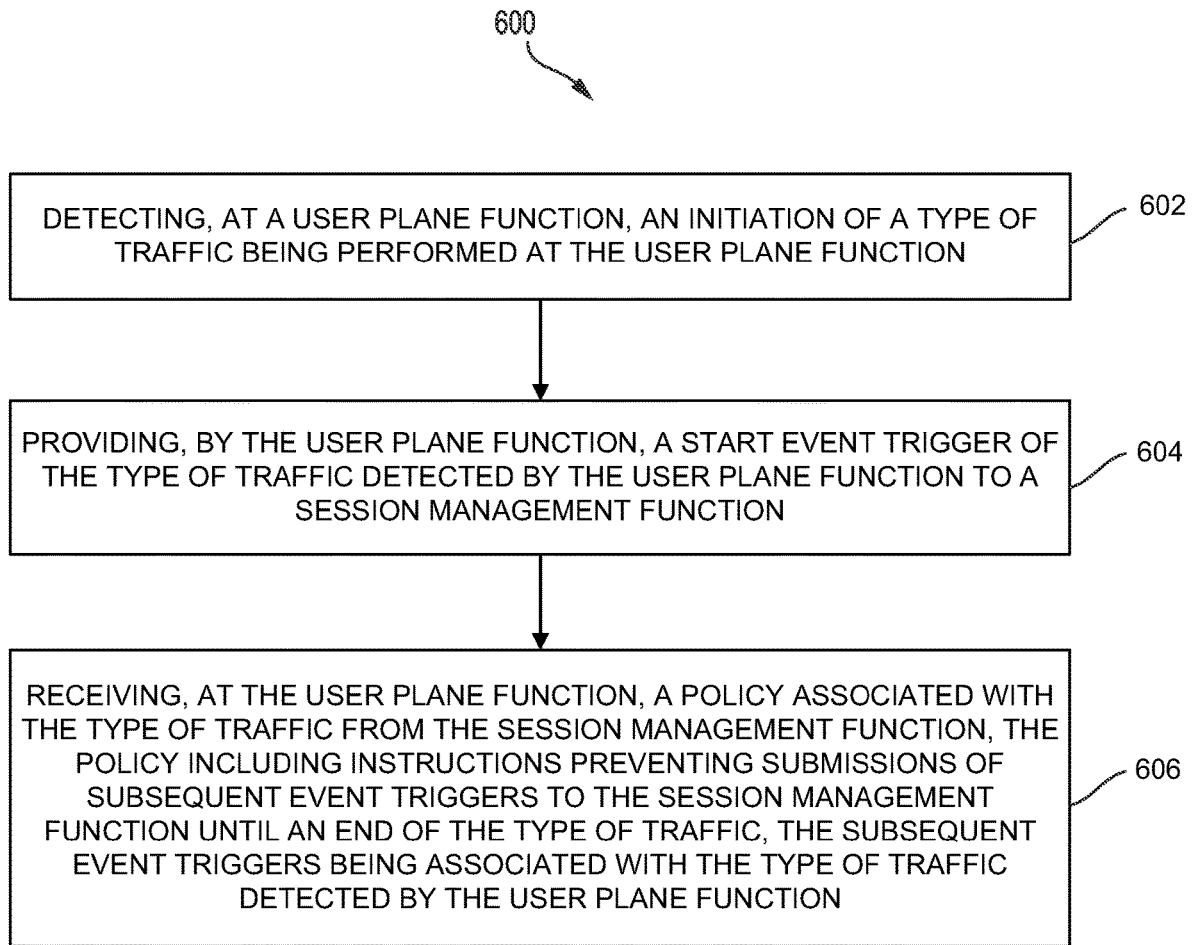 600
DETECTING, AT A USER PLANE FUNCTION, AN INITIATION OF A TYPE OF
TRAFFIC BEING PERFORMED AT THE USER PLANE FUNCTION
602
PROVIDING, BY THE USER PLANE FUNCTION, A START EVENT TRIGGER OF
THE TYPE OF TRAFFIC DETECTED BY THE USER PLANE FUNCTION TO A
SESSION MANAGEMENT FUNCTION
604
RECEIVING, AT THE USER PLANE FUNCTION, A POLICY ASSOCIATED WITH
THE TYPE OF TRAFFIC FROM THE SESSION MANAGEMENT FUNCTION, THE
POLICY INCLUDING INSTRUCTIONS PREVENTING SUBMISSIONS OF
SUBSEQUENT EVENT TRIGGERS TO THE SESSION MANAGEMENT
FUNCTION UNTIL AN END OF THE TYPE OF TRAFFIC, THE SUBSEQUENT
EVENT TRIGGERS BEING ASSOCIATED WITH THE TYPE OF TRAFFIC
DETECTED BY THE USER PLANE FUNCTION
606